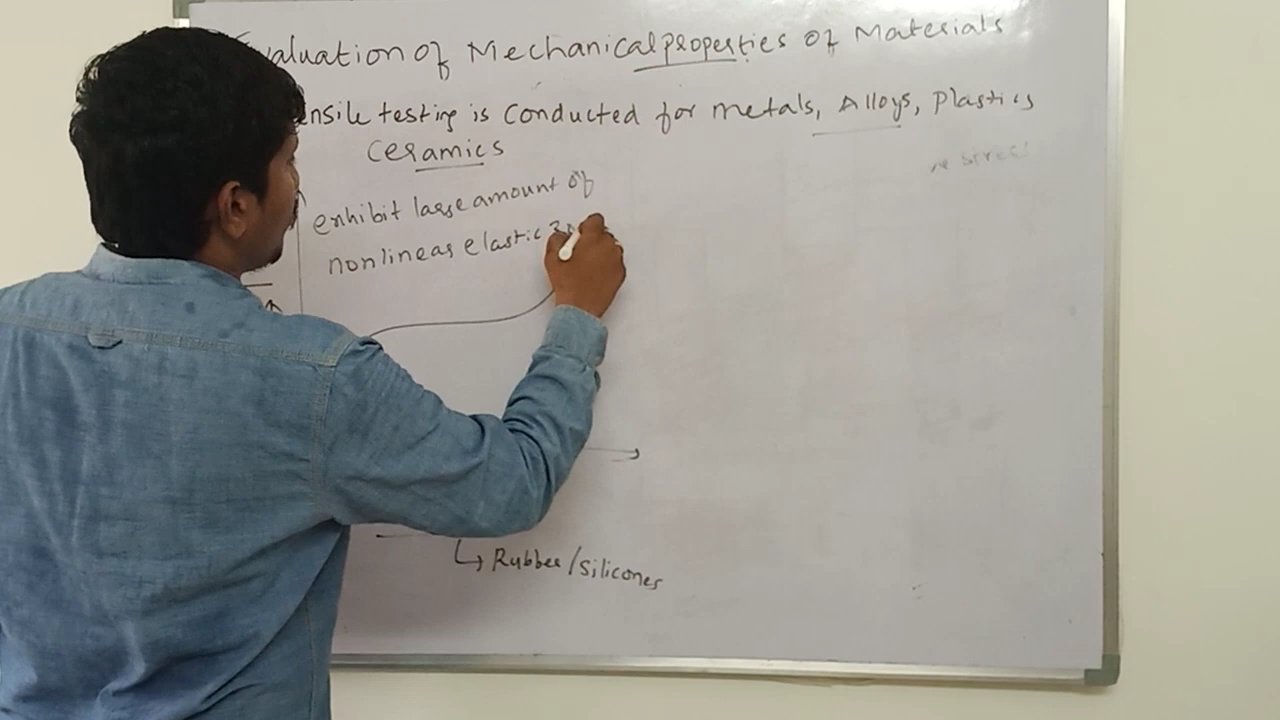 valuation of Mechanical properties of Materials
ensile testing is Conducted for metals, Alloys, Plastics
Ceramics
exhibit large amount of
nonlinear elastic
Rubber/silicones